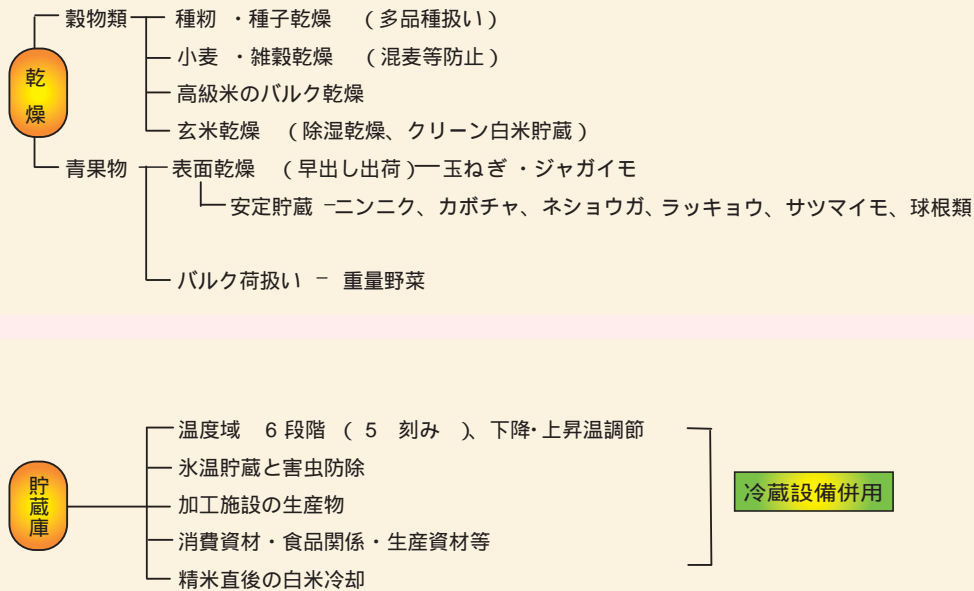 穀物類 種籾 ・種子乾燥 （多品種扱い）
小麦 ・雑穀乾燥 （混麦等防止）
乾燥
高級米のバルク乾燥
玄米乾燥 （除湿乾燥、クリーン白米貯蔵）
青果物 表面乾燥 （早出し出荷） 玉ねぎ ・ジャガイモ
安定貯蔵 −ニンニク、カボチャ、ネショウガ、ラッキョウ、サツマイモ、球根類
バルク荷扱い − 重量野菜
温度域 6 段階 （ 5 刻み ）、下降・上昇温調節
氷温貯蔵と害虫防除
貯蔵庫
冷蔵設備併用
加工施設の生産物
消費資材・食品関係・生産資材等
精米直後の白米冷却